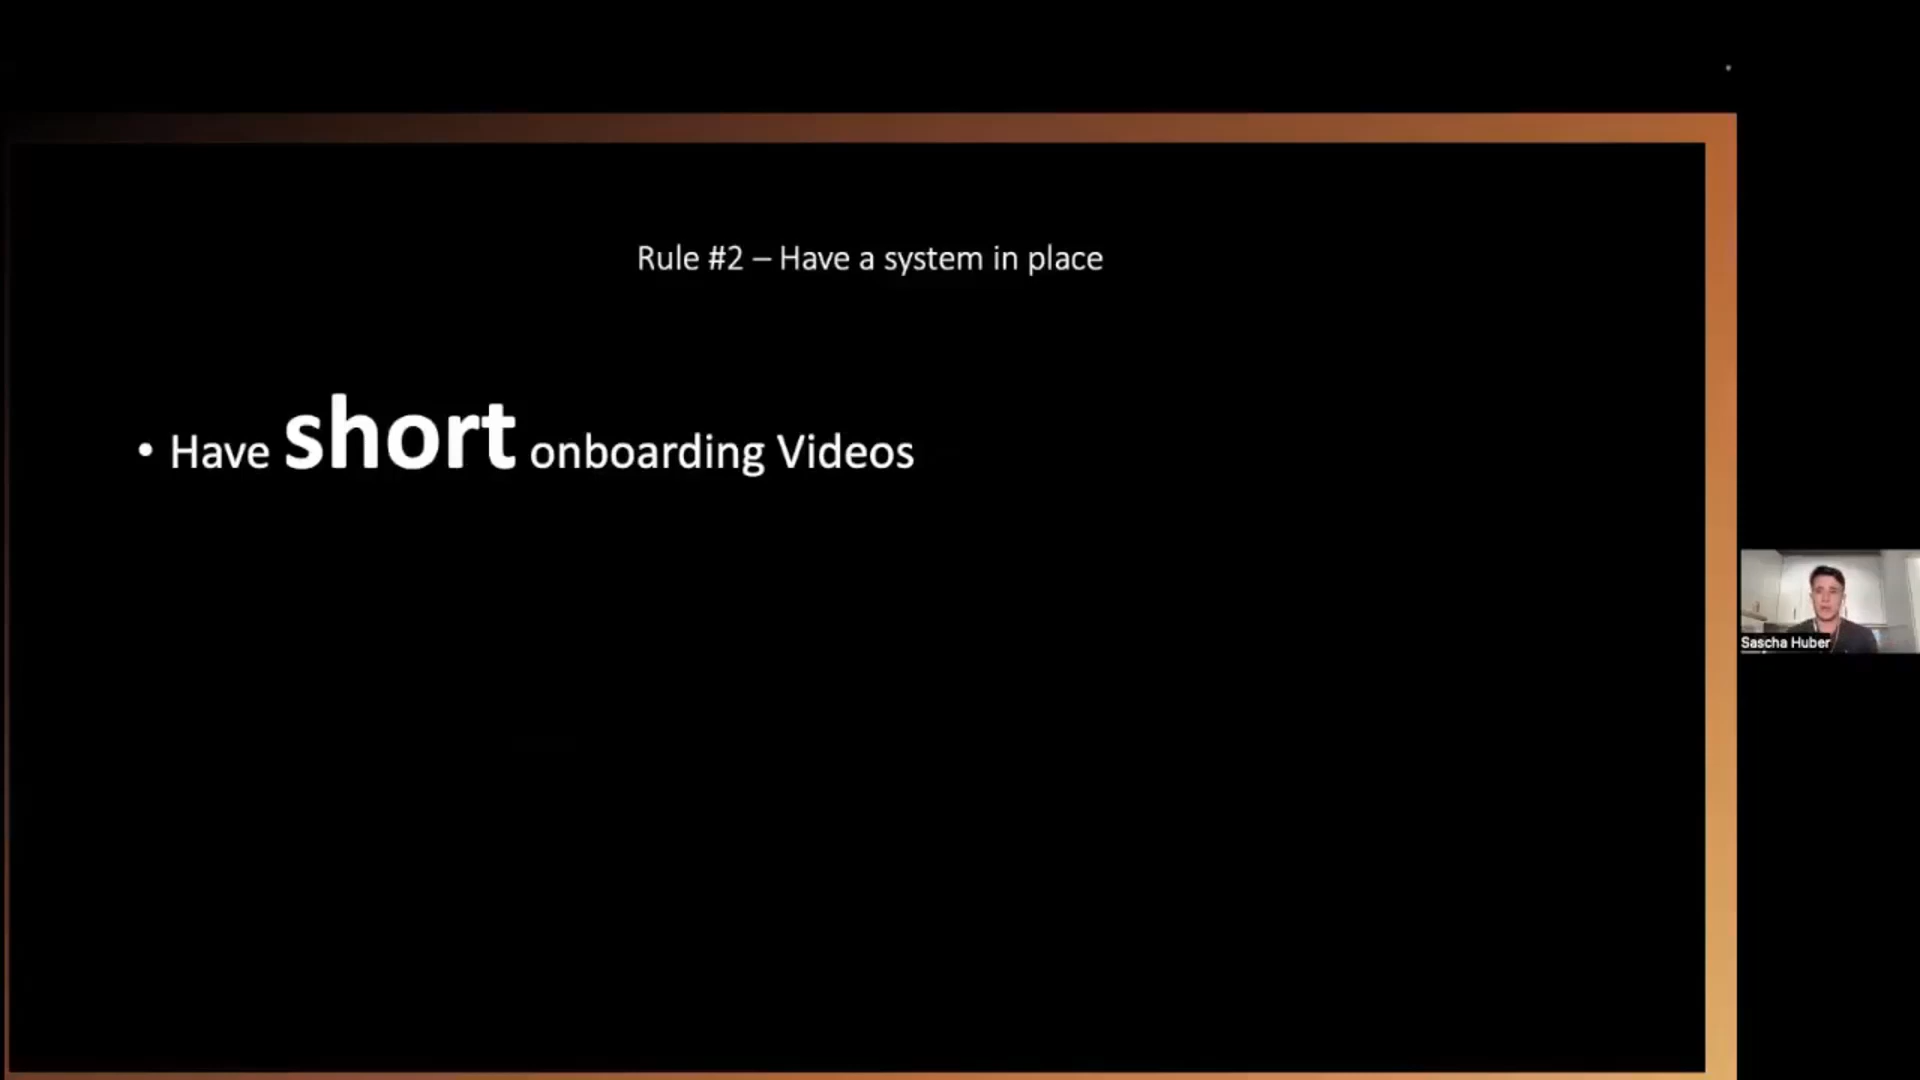 Rule #2 – Have a system in place
• Have short onboarding Videos
Sascha Huber